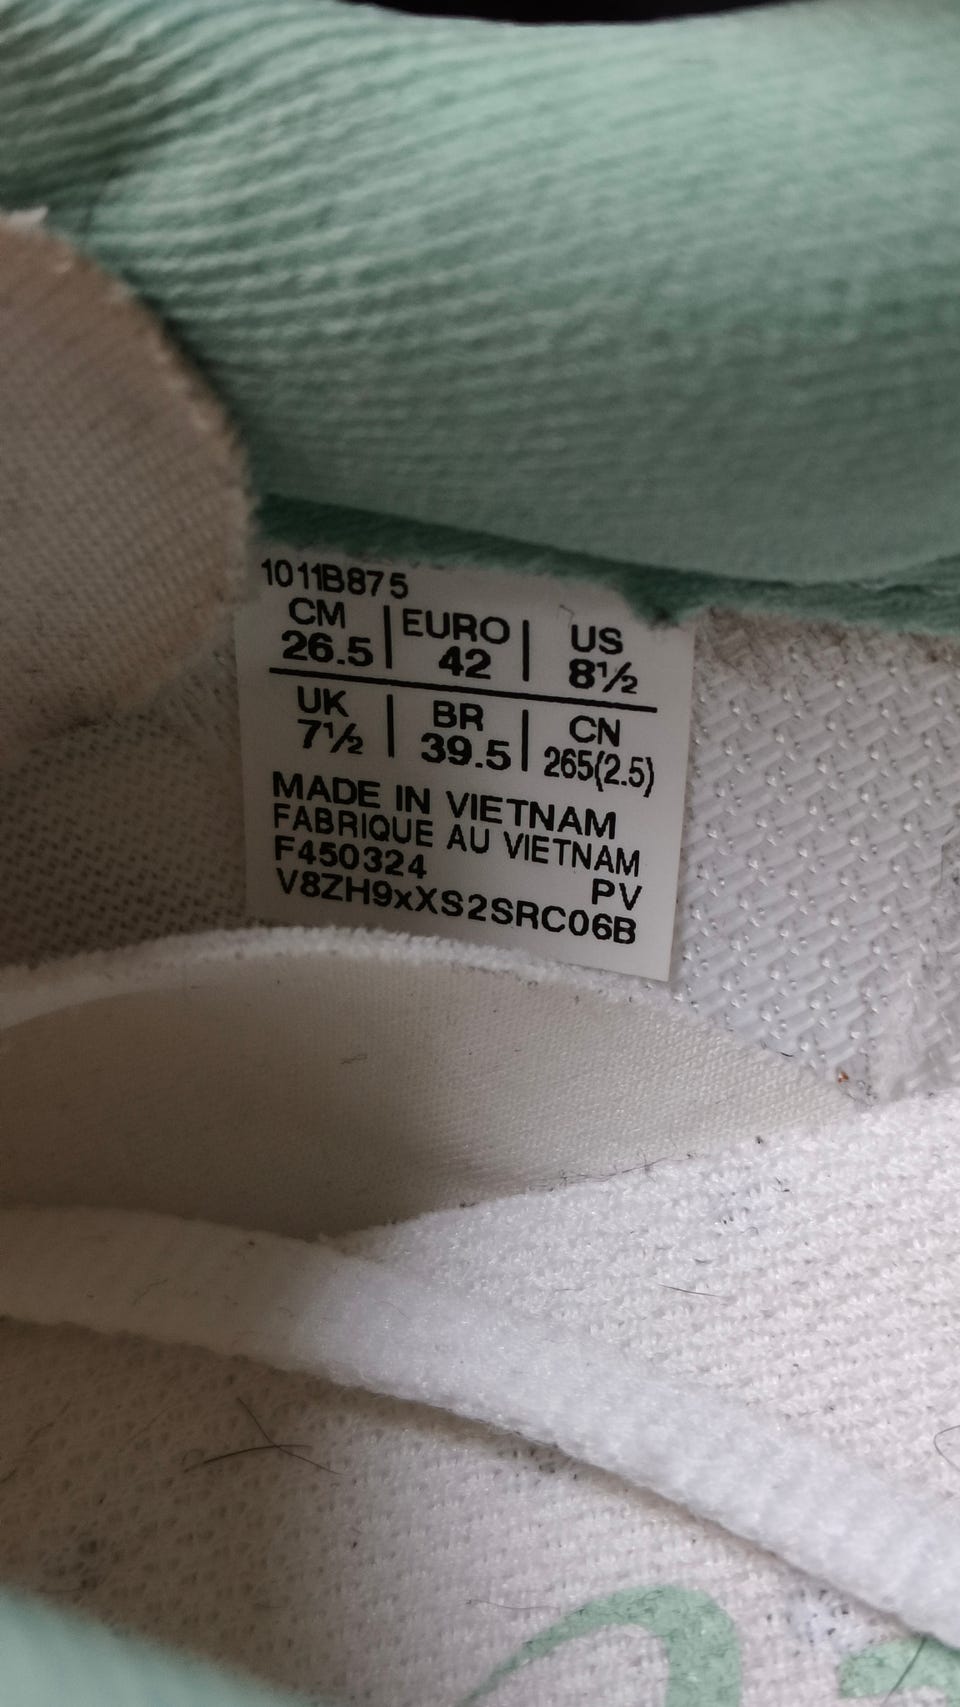 1011B875
CM | EURO | US
26.5 | 42 | 8½
UK | BR | CN
7½ | 39.5 | 265(2.5)
MADE IN VIETNAM
FABRIQUE AU VIETNAM
F450324 PV
V8ZH9xXS2SRC06B